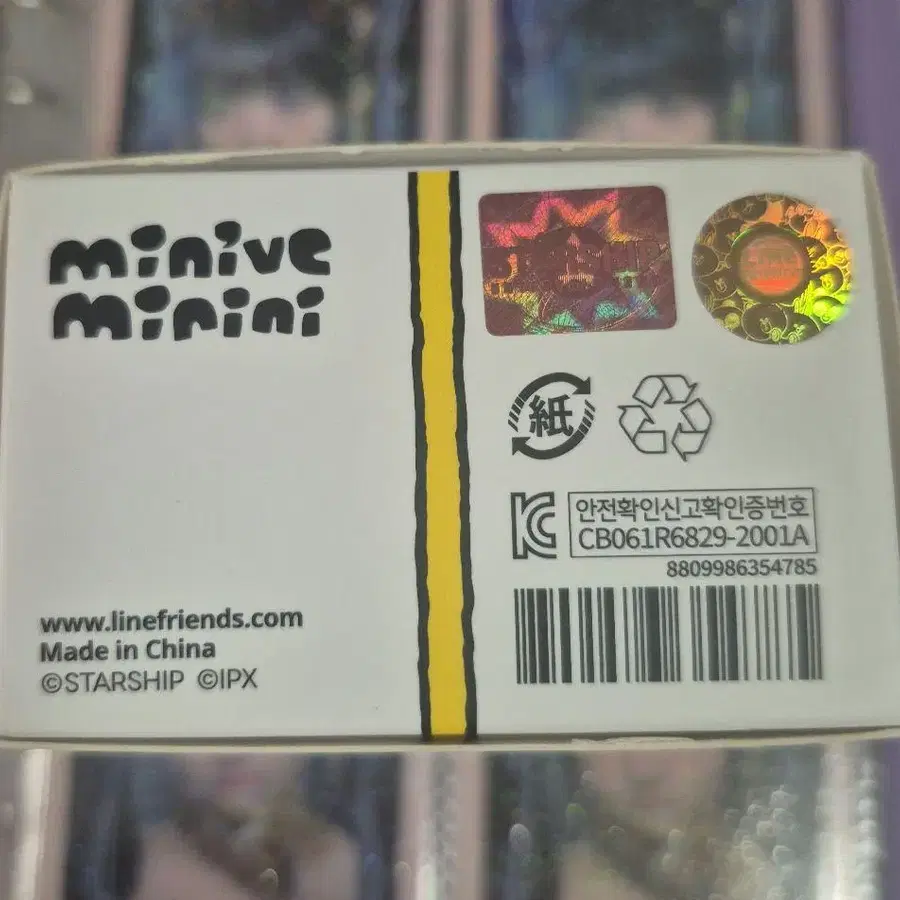 minive
minini
紙
안전확인신고확인증번호
CB061R6829-2001A
8809986354785
www.linefriends.com
Made in China
©STARSHIP ©IPX